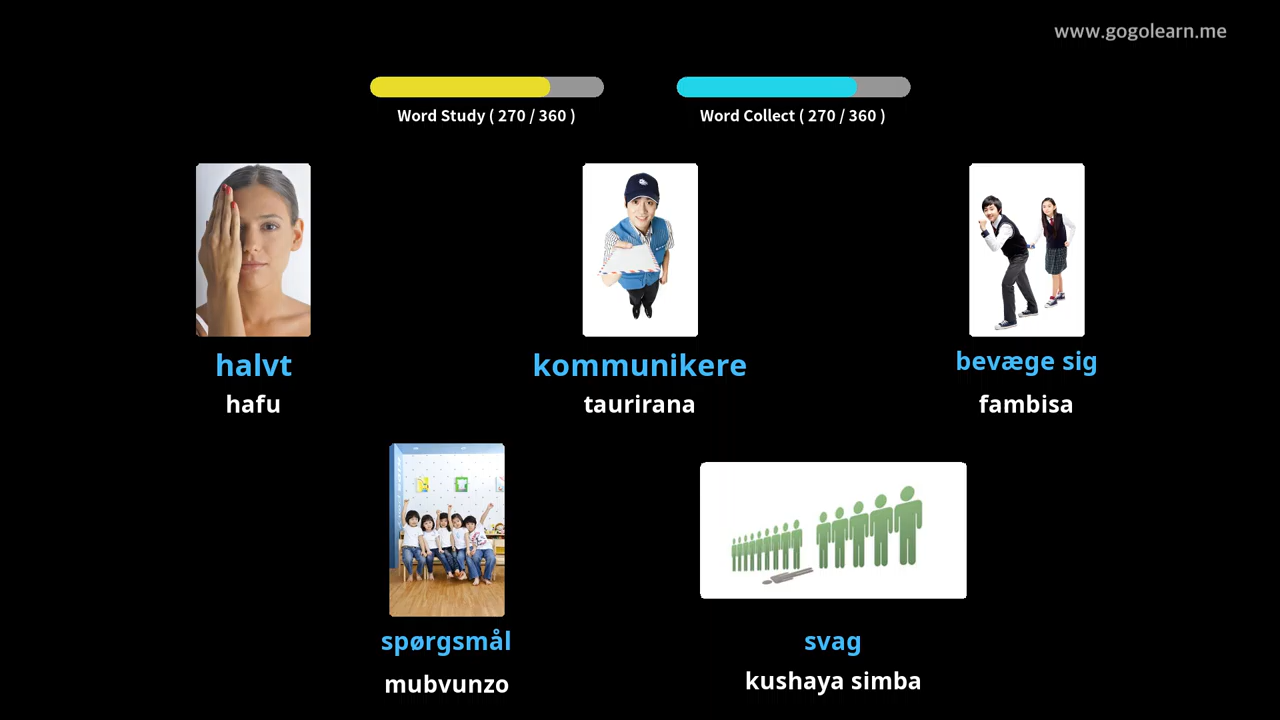 www.gogolearn.me
Word Study ( 270 / 360 )
Word Collect ( 270 / 360 )
halvt
hafu
kommunikere
taurirana
bevæge sig
fambisa
spørgsmål
mubvunzo
svag
kushaya simba